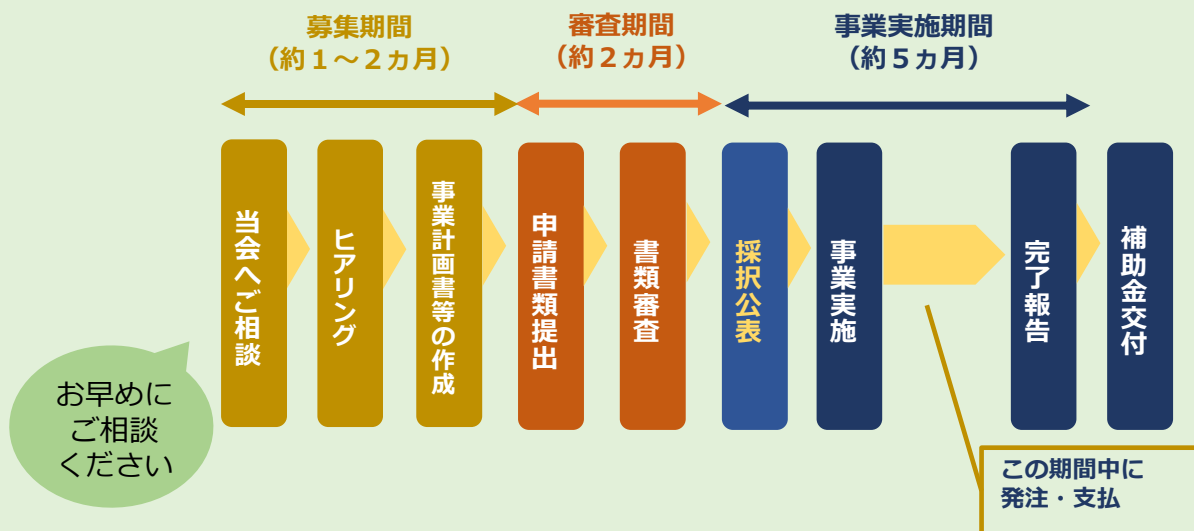 募集期間
（約１～２ヵ月）
審査期間
（約２ヵ月）
事業実施期間
（約５ヵ月）
当会へご相談
ヒアリング
事業計画書等の作成
申請書類提出
書類審査
採択公表
事業実施
完了報告
補助金交付
お早めに
ご相談
ください
この期間中に
発注・支払